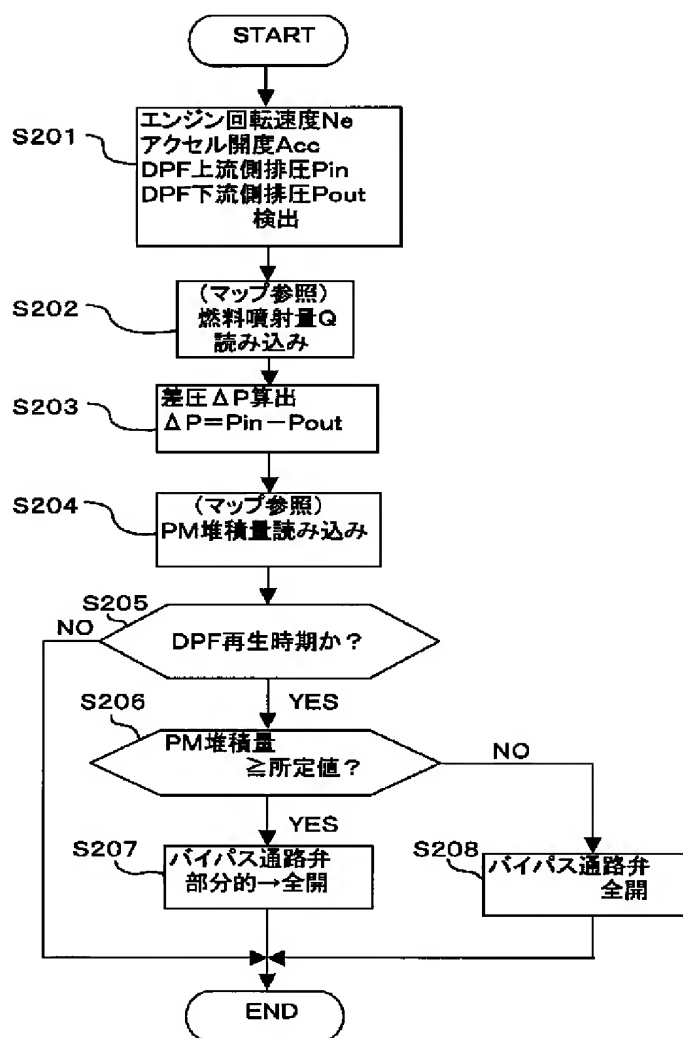 START
S201
エンジン回転速度Ne
アクセル開度Acc
DPF上流側排圧Pin
DPF下流側排圧Pout
検出
S202
(マップ参照)
燃料噴射量Q
読み込み
S203
差圧ΔP算出
ΔP=Pin-Pout
S204
(マップ参照)
PM堆積量読み込み
S205
NO
DPF再生時期か?
YES
S206
PM堆積量
≧所定値?
NO
YES
S207
バイパス通路弁
部分的→全開
S208
バイパス通路弁
全開
END